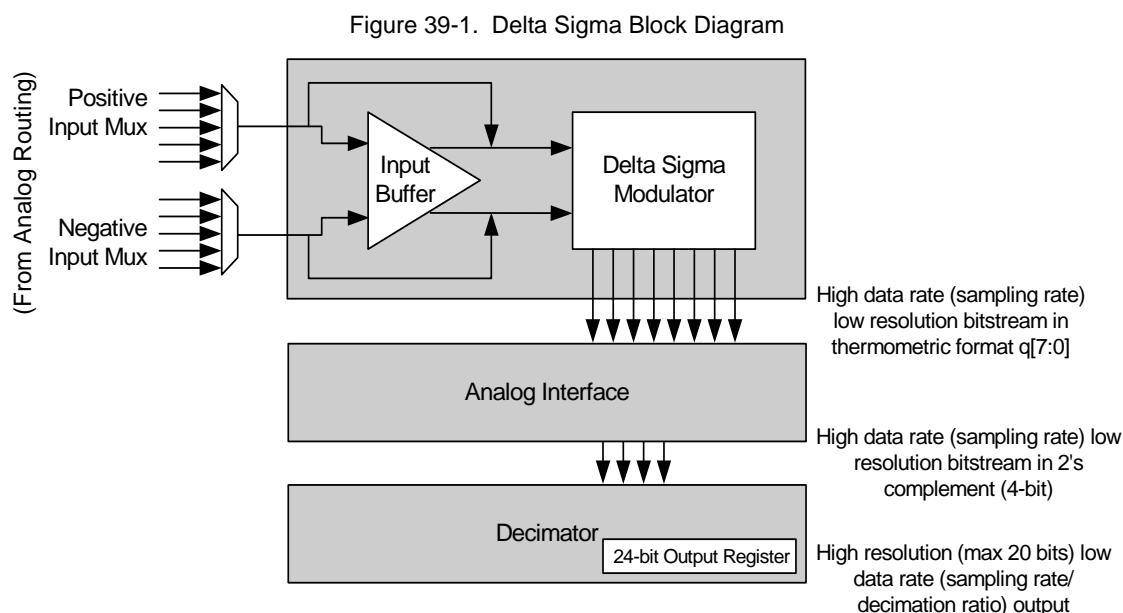 Figure 39-1. Delta Sigma Block Diagram
(From Analog Routing)
Positive
Input Mux
Negative
Input Mux
Input
Buffer
Delta Sigma
Modulator
High data rate (sampling rate)
low resolution bitstream in
thermometric format q[7:0]
Analog Interface
High data rate (sampling rate) low
resolution bitstream in 2's
complement (4-bit)
Decimator
24-bit Output Register
High resolution (max 20 bits) low
data rate (sampling rate/
decimation ratio) output